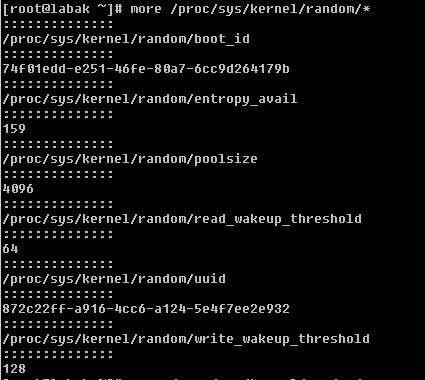 [root@labak ~]# more /proc/sys/kernel/random/*
::::::::::::::
/proc/sys/kernel/random/boot_id
::::::::::::::
74f01edd-e251-46fe-80a7-6cc9d264179b
::::::::::::::
/proc/sys/kernel/random/entropy_avail
::::::::::::::
159
::::::::::::::
/proc/sys/kernel/random/poolsize
::::::::::::::
4096
::::::::::::::
/proc/sys/kernel/random/read_wakeup_threshold
::::::::::::::
64
::::::::::::::
/proc/sys/kernel/random/uuid
::::::::::::::
872c22ff-a916-4cc6-a124-5e4f7ee2e932
::::::::::::::
/proc/sys/kernel/random/write_wakeup_threshold
::::::::::::::
128